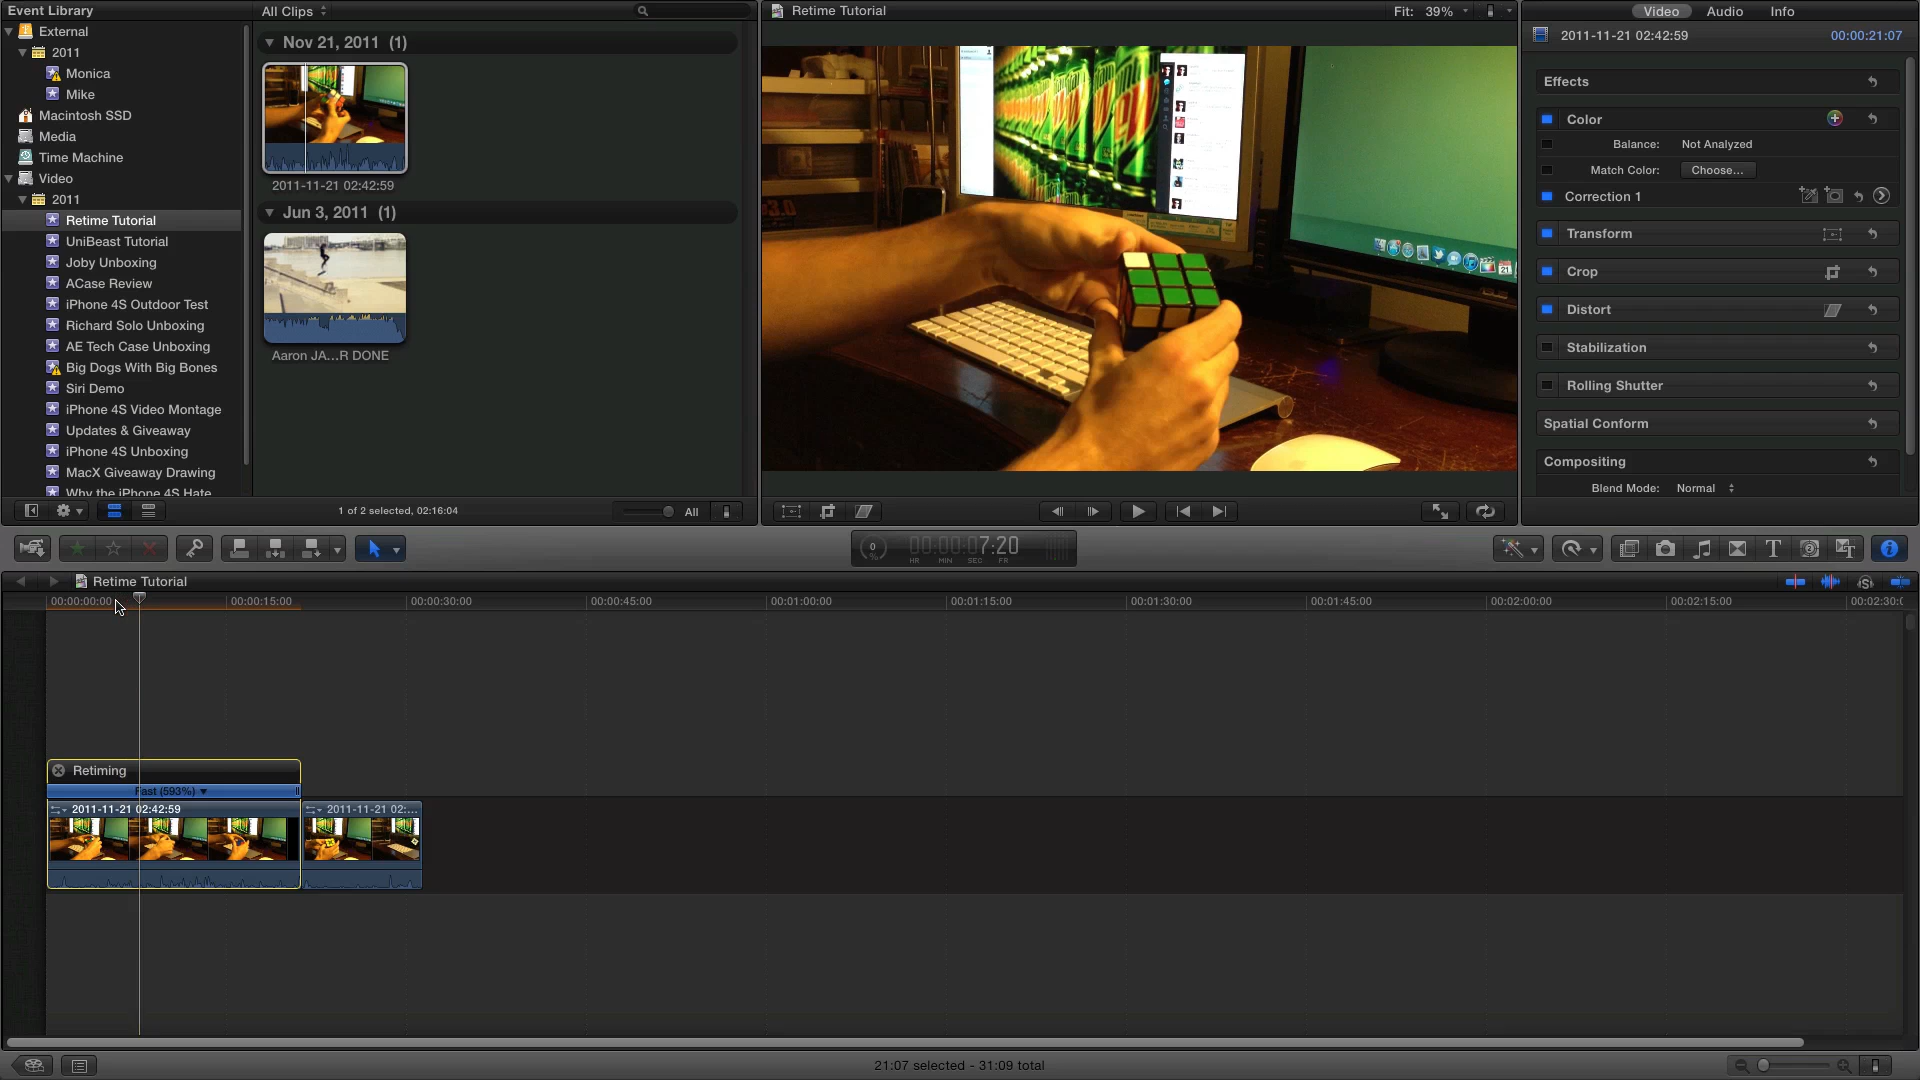 Event Library
External
2011
Monica
Mike
Macintosh SSD
Media
Time Machine
Video
2011
Retime Tutorial
UniBeast Tutorial
Joby Unboxing
ACase Review
iPhone 4S Outdoor Test
Richard Solo Unboxing
AE Tech Case Unboxing
Big Dogs With Big Bones
Siri Demo
iPhone 4S Video Montage
Updates & Giveaway
iPhone 4S Unboxing
MacX Giveaway Drawing
Why the iPhone 4S Hate
All Clips
Nov 21, 2011 (1)
2011-11-21 02:42:59
Jun 3, 2011 (1)
Aaron JA...R DONE
1 of 2 selected, 02:16:04
All
Retime Tutorial
Fit: 39%
Video Audio Info
2011-11-21 02:42:59 00:00:21:07
Effects
Color
Balance: Not Analyzed
Match Color: Choose...
Correction 1
Transform
Crop
Distort
Stabilization
Rolling Shutter
Spatial Conform
Compositing
Blend Mode: Normal
0 % 00:00:07:20
HR MIN SEC FR
Retime Tutorial
00:00:00:00 00:00:15:00 00:00:30:00 00:00:45:00 00:01:00:00 00:01:15:00 00:01:30:00 00:01:45:00 00:02:00:00 00:02:15:00 00:02:30:0
Retiming
Fast (593%)
2011-11-21 02:42:59 2011-11-21 02:...
21:07 selected - 31:09 total